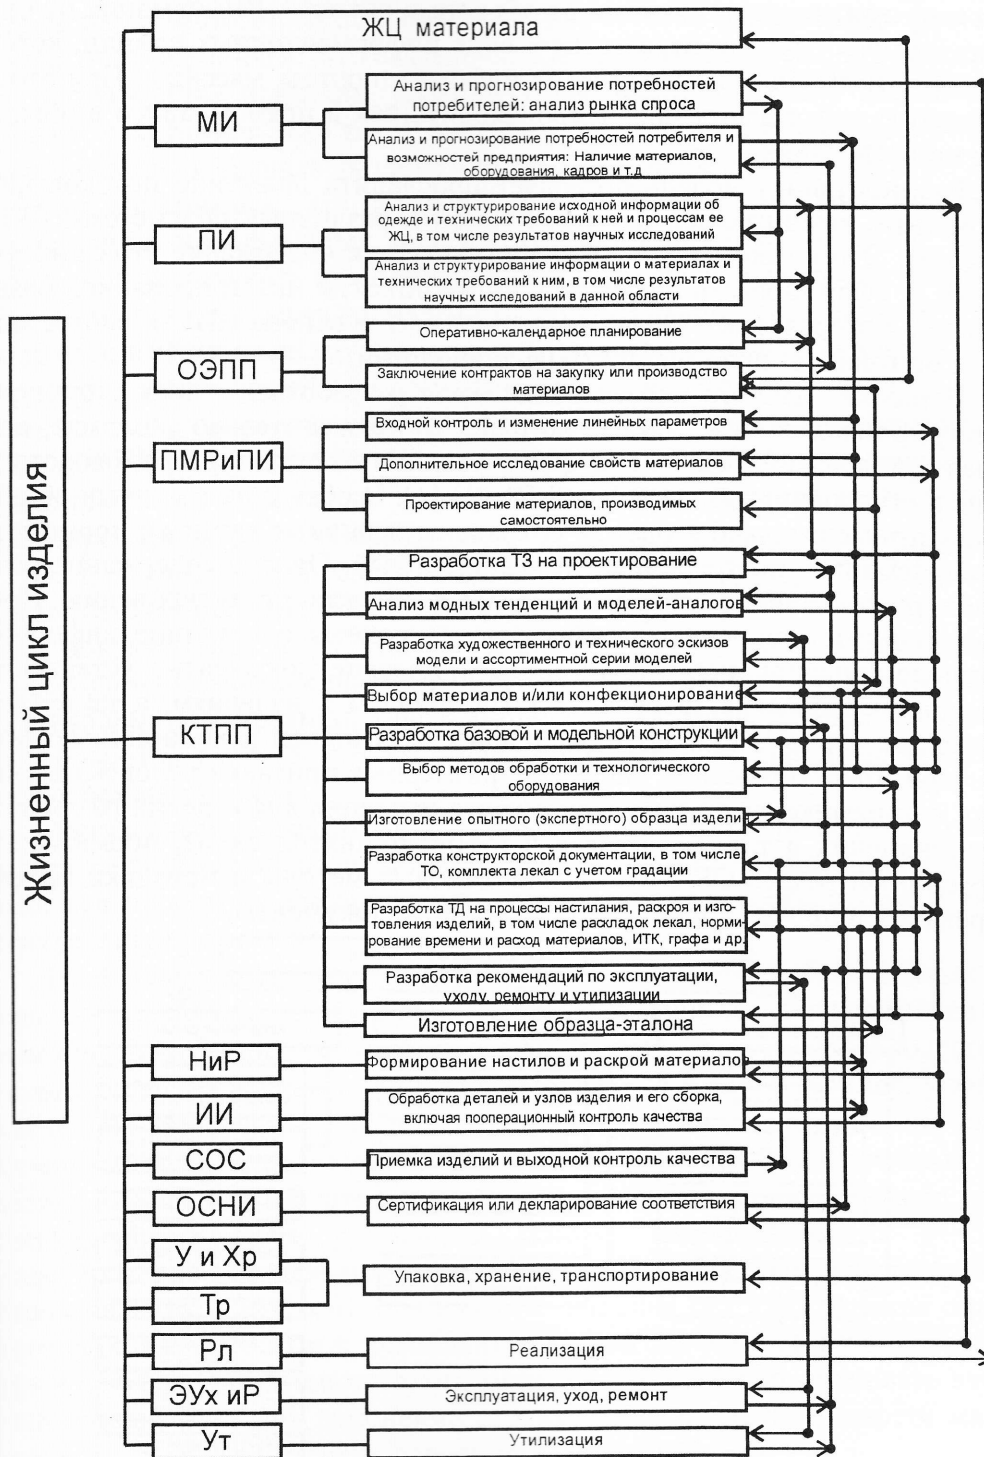 ЖЦ материала
МИ
Анализ и прогнозирование потребностей
потребителей: анализ рынка спроса
Анализ и прогнозирование потребностей потребителя и
возможностей предприятия: Наличие материалов,
оборудования, кадров и т.д
ПИ
Анализ и структурирование исходной информации об
одежде и технических требований к ней и процессам ее
ЖЦ, в том числе результатов научных исследований
Анализ и структурирование информации о материалах и
технических требований к ним, в том числе результатов
научных исследований в данной области
ОЭПП
Оперативно-календарное планирование
Заключение контрактов на закупку или производство
материалов
ПМРиПИ
Входной контроль и изменение линейных параметров
Дополнительное исследование свойств материалов
Проектирование материалов, производимых
самостоятельно
Жизненный цикл изделия
КТПП
Разработка ТЗ на проектирование
Анализ модных тенденций и моделей-аналогов
Разработка художественного и технического эскизов
модели и ассортиментной серии моделей
Выбор материалов и/или конфекционирование
Разработка базовой и модельной конструкции
Выбор методов обработки и технологического
оборудования
Изготовление опытного (экспертного) образца издели
Разработка конструкторской документации, в том числе
ТО, комплекта лекал с учетом градации
Разработка ТД на процессы настилания, раскроя и изго-
товления изделий, в том числе раскладок лекал, норми-
рование времени и расход материалов, ИТК, графа и др.
Разработка рекомендаций по эксплуатации,
уходу, ремонту и утилизации
Изготовление образца-эталона
НиР
Формирование настилов и раскрой материалов
ИИ
Обработка деталей и узлов изделия и его сборка,
включая пооперационный контроль качества
СОС
Приемка изделий и выходной контроль качества
ОСНИ
Сертификация или декларирование соответствия
У и Хр
Тр
Упаковка, хранение, транспортирование
Рл
Реализация
ЭУх иР
Эксплуатация, уход, ремонт
Ут
Утилизация